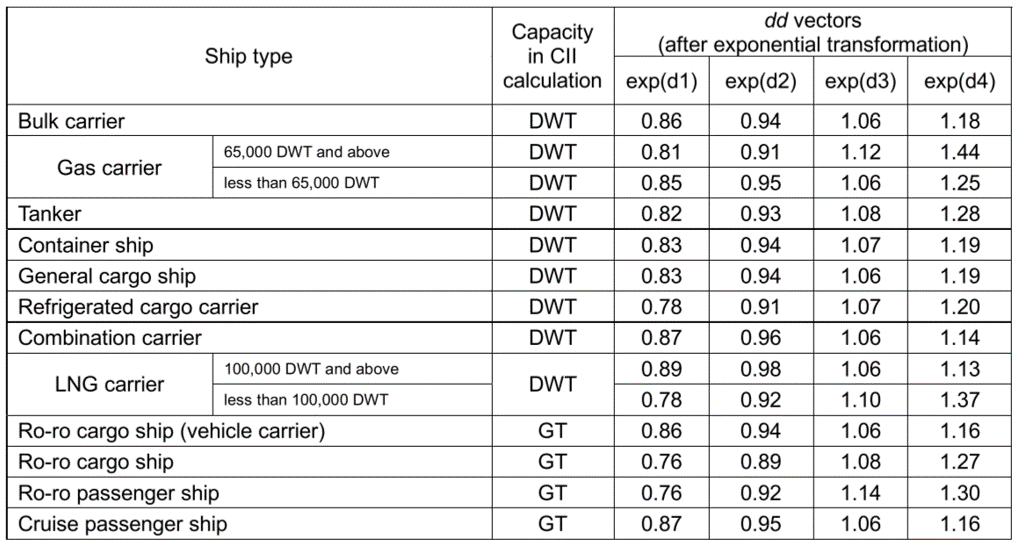 Ship type Capacity in CII calculation dd vectors (after exponential transformation)
exp(d1) exp(d2) exp(d3) exp(d4)
Bulk carrier DWT 0.86 0.94 1.06 1.18
Gas carrier 65,000 DWT and above DWT 0.81 0.91 1.12 1.44
less than 65,000 DWT DWT 0.85 0.95 1.06 1.25
Tanker DWT 0.82 0.93 1.08 1.28
Container ship DWT 0.83 0.94 1.07 1.19
General cargo ship DWT 0.83 0.94 1.06 1.19
Refrigerated cargo carrier DWT 0.78 0.91 1.07 1.20
Combination carrier DWT 0.87 0.96 1.06 1.14
LNG carrier 100,000 DWT and above DWT 0.89 0.98 1.06 1.13
less than 100,000 DWT 0.78 0.92 1.10 1.37
Ro-ro cargo ship (vehicle carrier) GT 0.86 0.94 1.06 1.16
Ro-ro cargo ship GT 0.76 0.89 1.08 1.27
Ro-ro passenger ship GT 0.76 0.92 1.14 1.30
Cruise passenger ship GT 0.87 0.95 1.06 1.16